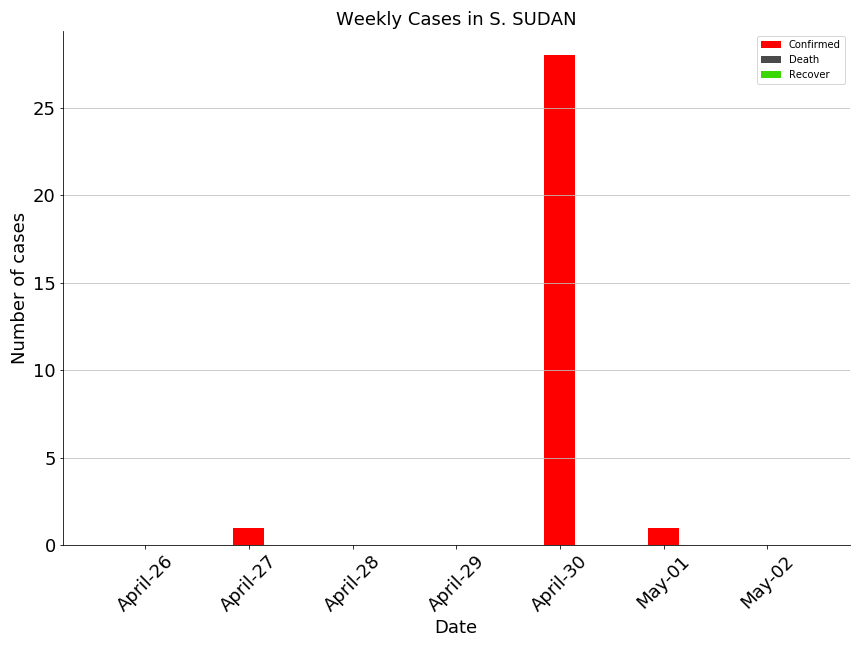 Weekly Cases in S. SUDAN
Confirmed
Death
Recover
Number of cases
25
20
15
10
5
0
April-26
April-27
April-28
April-29
April-30
May-01
May-02
Date